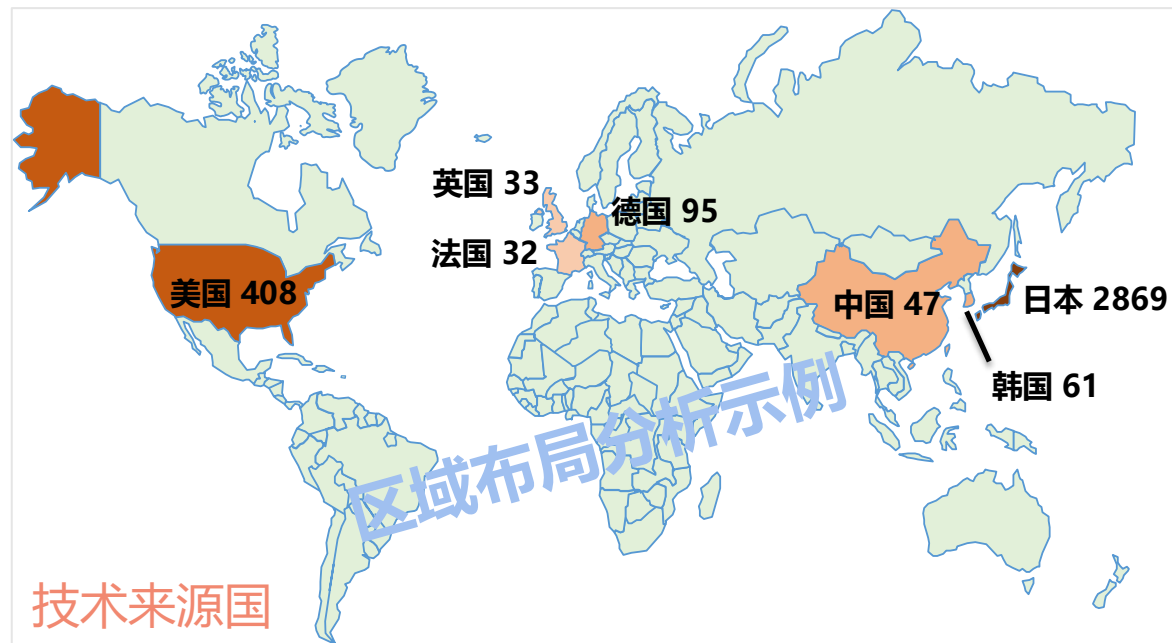 英国 33
德国 95
法国 32
美国 408
中国 47
日本 2869
韩国 61
区域布局分析示例
技术来源国